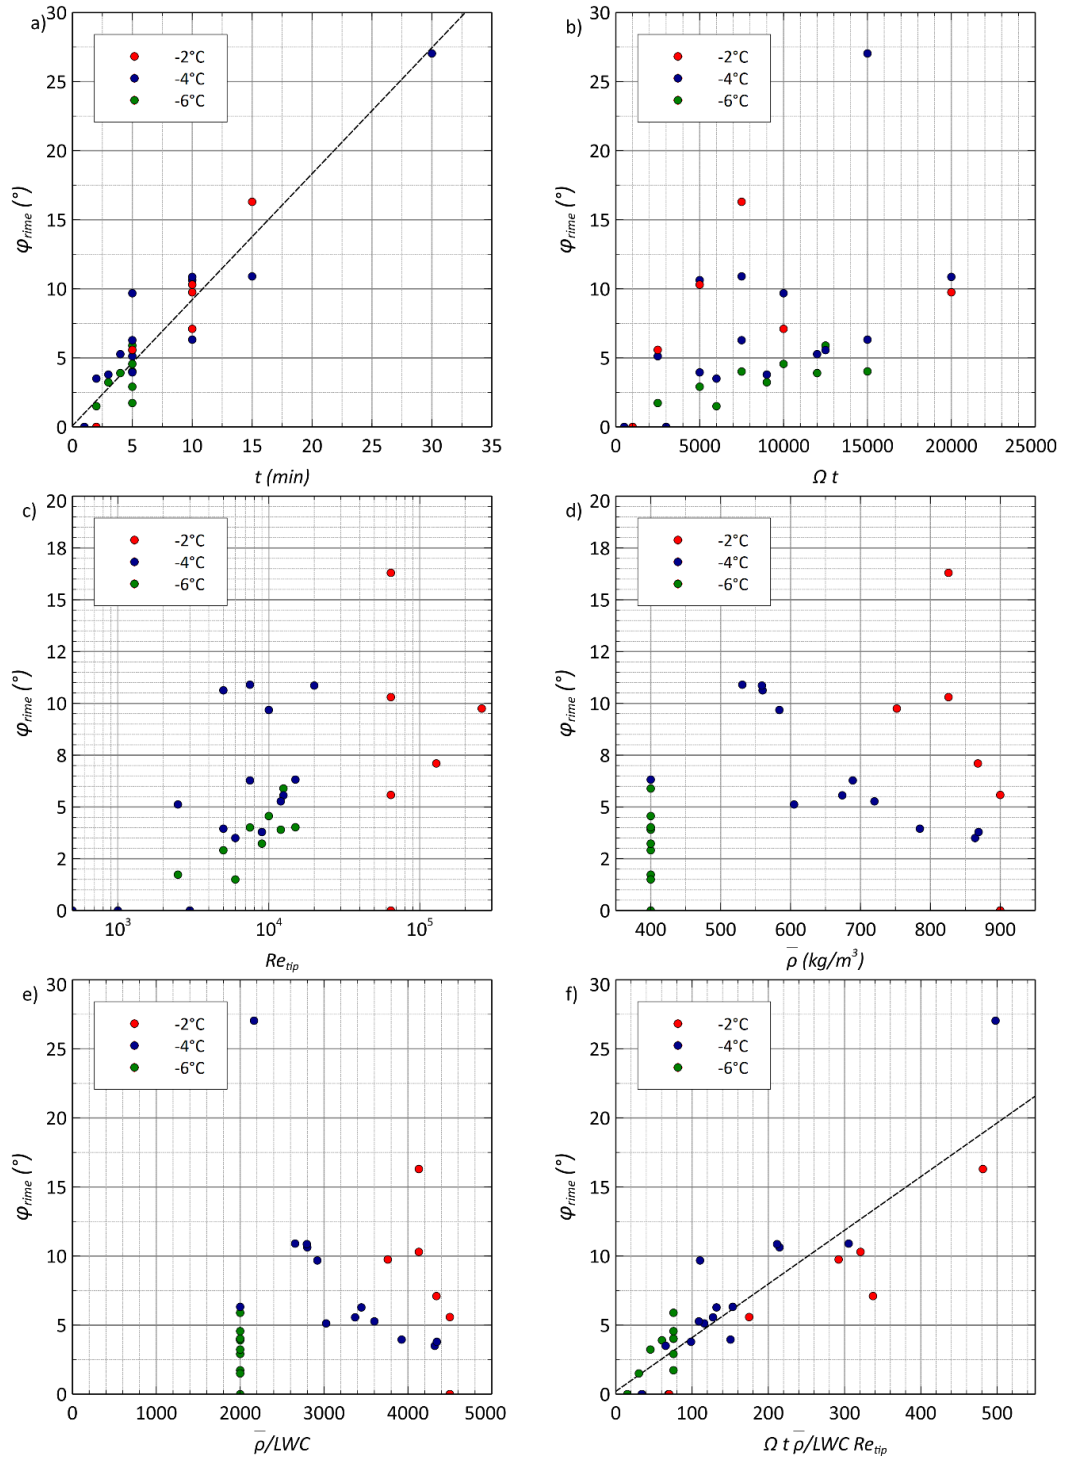 a)
-2°C
-4°C
-6°C
30
25
20
15
10
5
0
φrime (°)
0 5 10 15 20 25 30 35
t (min)
b)
-2°C
-4°C
-6°C
30
25
20
15
10
5
0
φrime (°)
0 5000 10000 15000 20000 25000
Ω t
c)
-2°C
-4°C
-6°C
20
18
15
12
10
8
5
2
0
φrime (°)
10³ 10⁴ 10⁵
Retip
d)
-2°C
-4°C
-6°C
20
18
15
12
10
8
5
2
0
φrime (°)
400 500 600 700 800 900
ρ̅ (kg/m³)
e)
-2°C
-4°C
-6°C
30
25
20
15
10
5
0
φrime (°)
0 1000 2000 3000 4000 5000
ρ̅/LWC
f)
-2°C
-4°C
-6°C
30
25
20
15
10
5
0
φrime (°)
0 100 200 300 400 500
Ω t ρ̅/LWC Retip